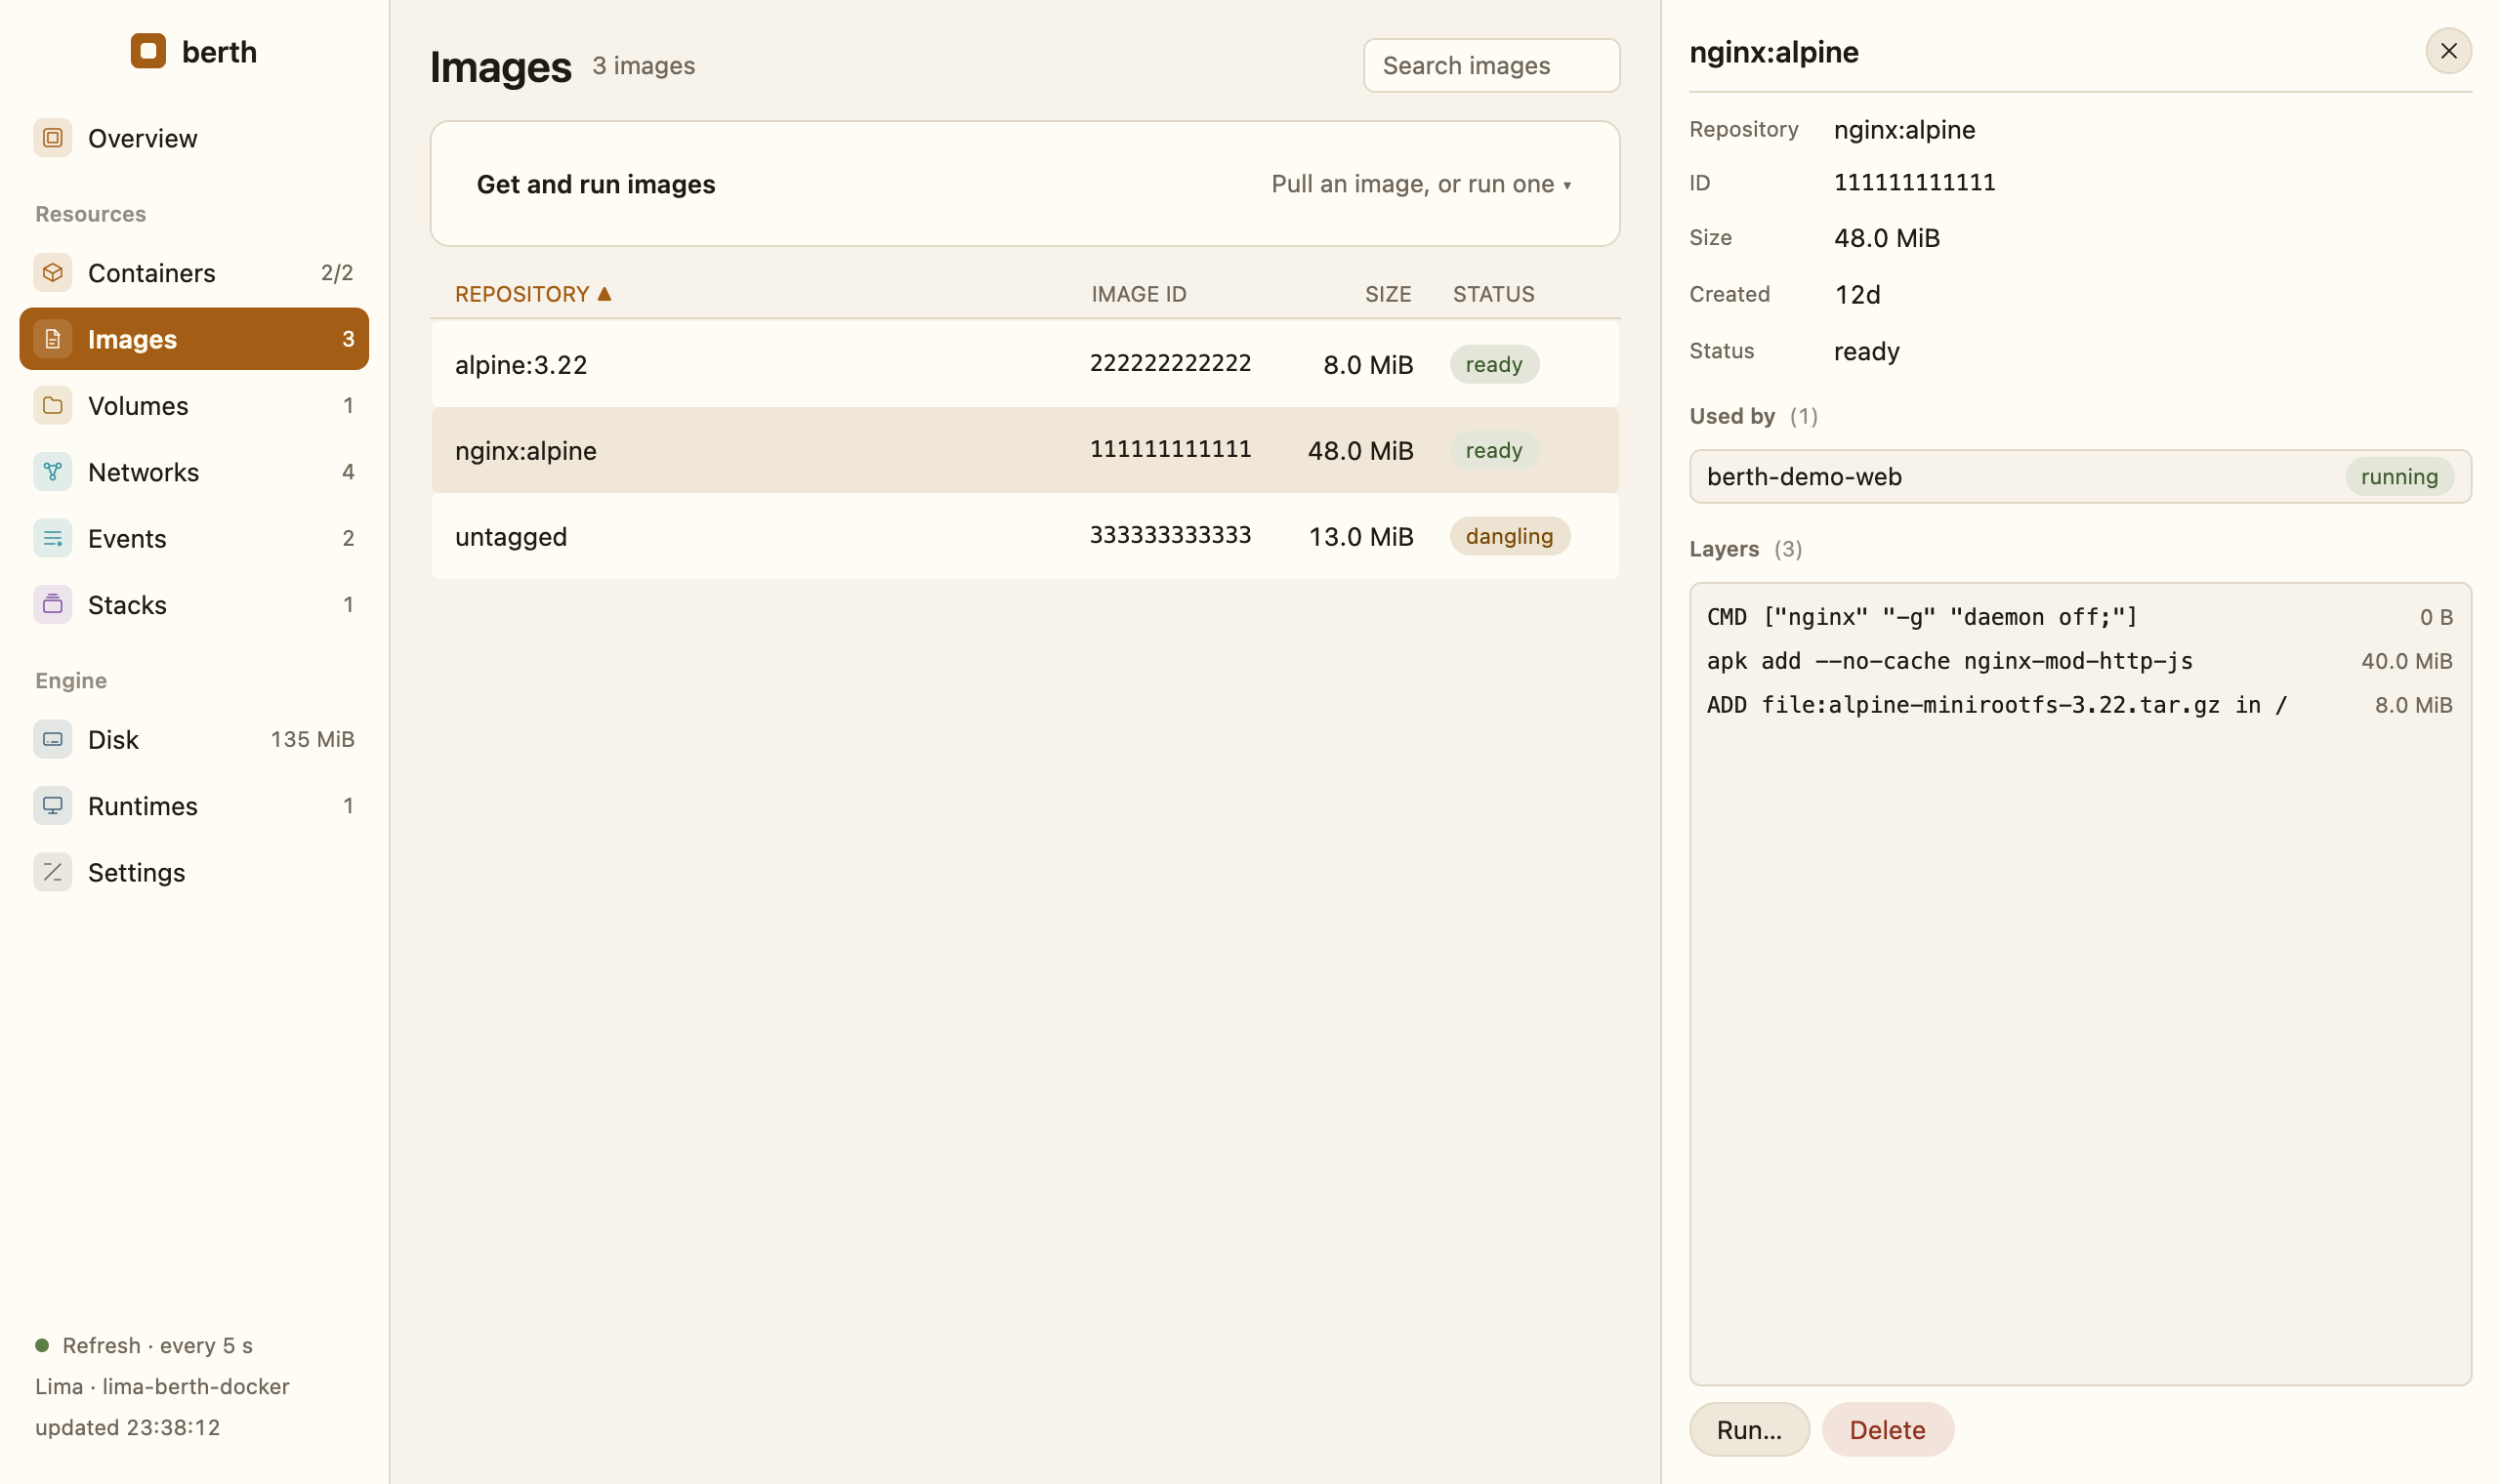 berth
Overview
Resources
Containers 2/2
Images 3
Volumes 1
Networks 4
Events 2
Stacks 1
Engine
Disk 135 MiB
Runtimes 1
Settings
Refresh · every 5 s
Lima · lima-berth-docker
updated 23:38:12
Images 3 images
Search images
Get and run images Pull an image, or run one ▾
REPOSITORY ▲ IMAGE ID SIZE STATUS
alpine:3.22 222222222222 8.0 MiB ready
nginx:alpine 111111111111 48.0 MiB ready
untagged 333333333333 13.0 MiB dangling
nginx:alpine
Repository nginx:alpine
ID 111111111111
Size 48.0 MiB
Created 12d
Status ready
Used by (1)
berth-demo-web running
Layers (3)
CMD ["nginx" "-g" "daemon off;"] 0 B
apk add --no-cache nginx-mod-http-js 40.0 MiB
ADD file:alpine-minirootfs-3.22.tar.gz in / 8.0 MiB
Run... Delete